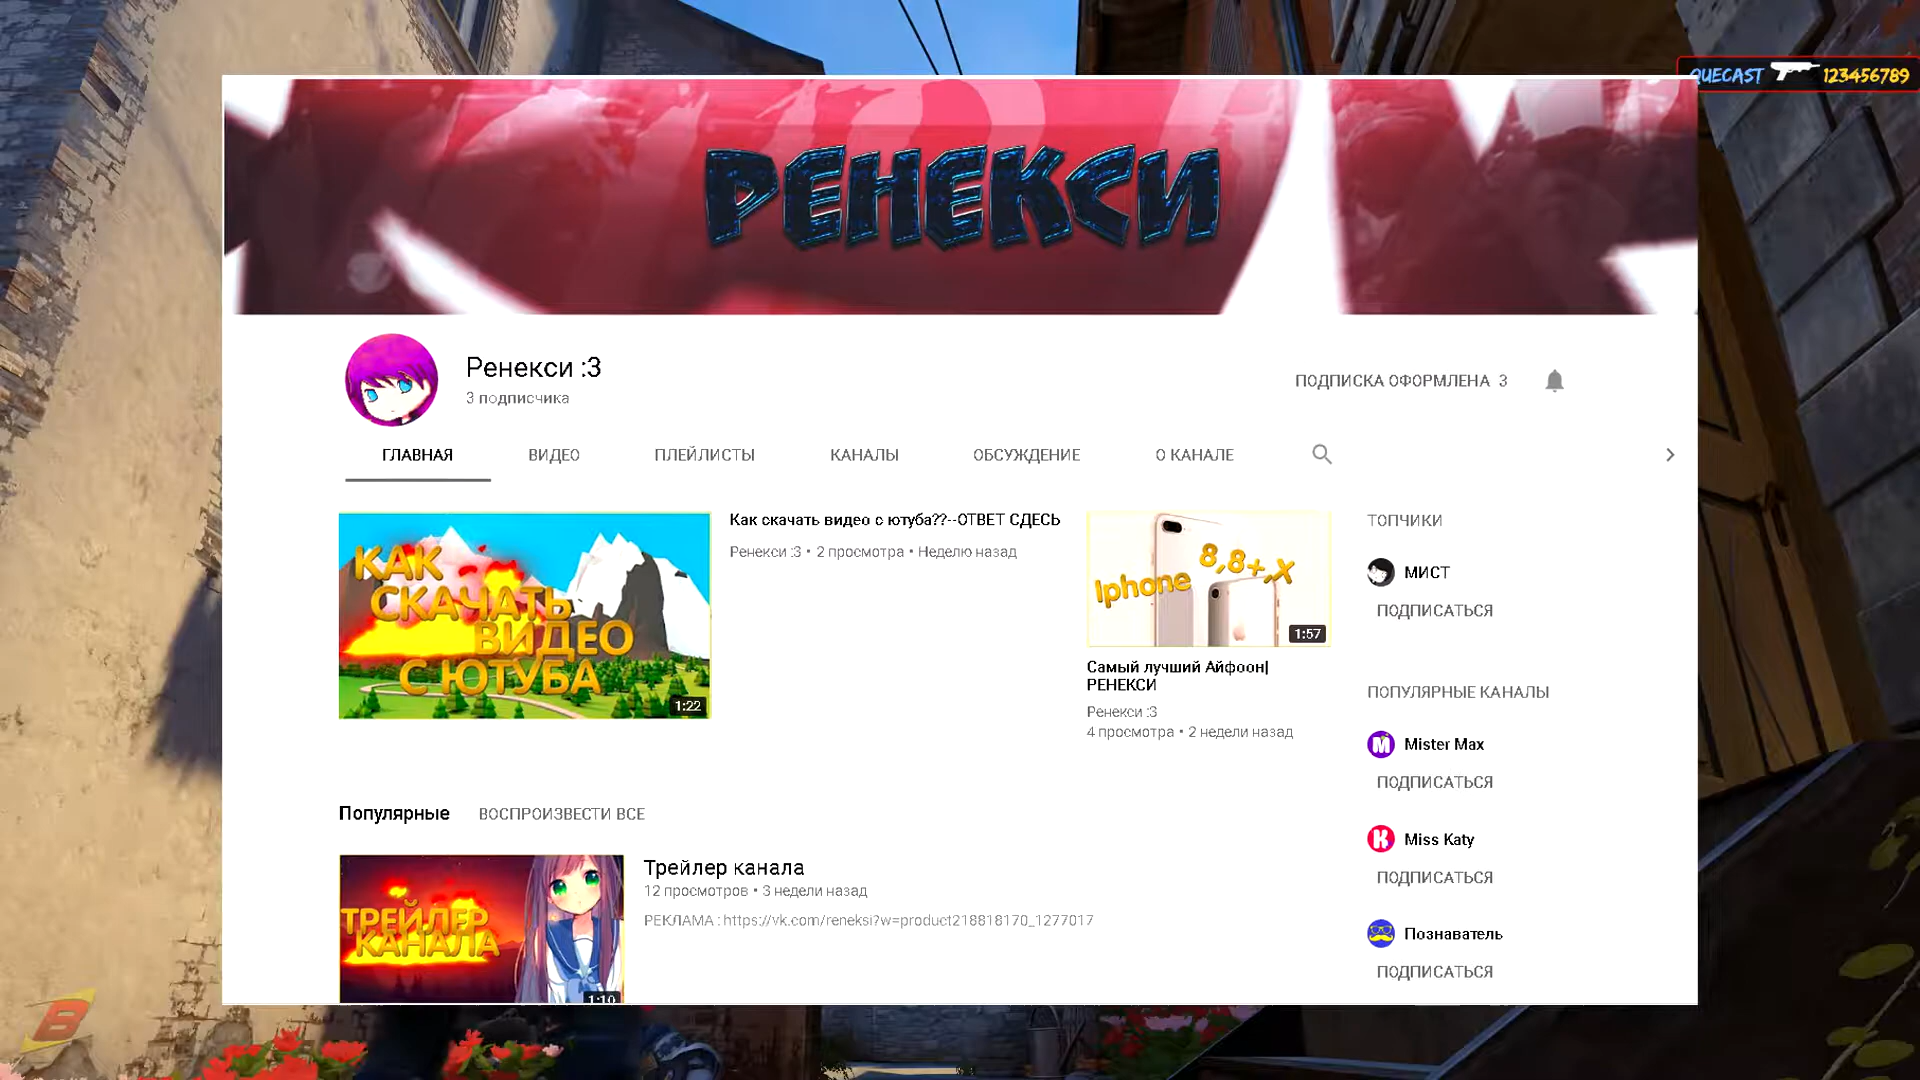 QUECAST 123456789
РЕНЕКСИ
Ренекси :3
3 подписчика
ПОДПИСКА ОФОРМЛЕНА 3
ГЛАВНАЯ ВИДЕО ПЛЕЙЛИСТЫ КАНАЛЫ ОБСУЖДЕНИЕ О КАНАЛЕ
КАК
СКАЧАТЬ
ВИДЕО
С ЮТУБА
1:22
Как скачать видео с ютуба??--ОТВЕТ СДЕСЬ
Ренекси :3 • 2 просмотра • Неделю назад
Iphone 8,8+,X
1:57
Самый лучший Айфоон|
РЕНЕКСИ
Ренекси :3
4 просмотра • 2 недели назад
ТОПЧИКИ
МИСТ
ПОДПИСАТЬСЯ
ПОПУЛЯРНЫЕ КАНАЛЫ
Mister Max
ПОДПИСАТЬСЯ
Miss Katy
ПОДПИСАТЬСЯ
Познаватель
ПОДПИСАТЬСЯ
Популярные ВОСПРОИЗВЕСТИ ВСЕ
ТРЕЙЛЕР
КАНАЛА
1:10
Трейлер канала
12 просмотров • 3 недели назад
РЕКЛАМА : https://vk.com/reneksi?w=product218818170_1277017
B